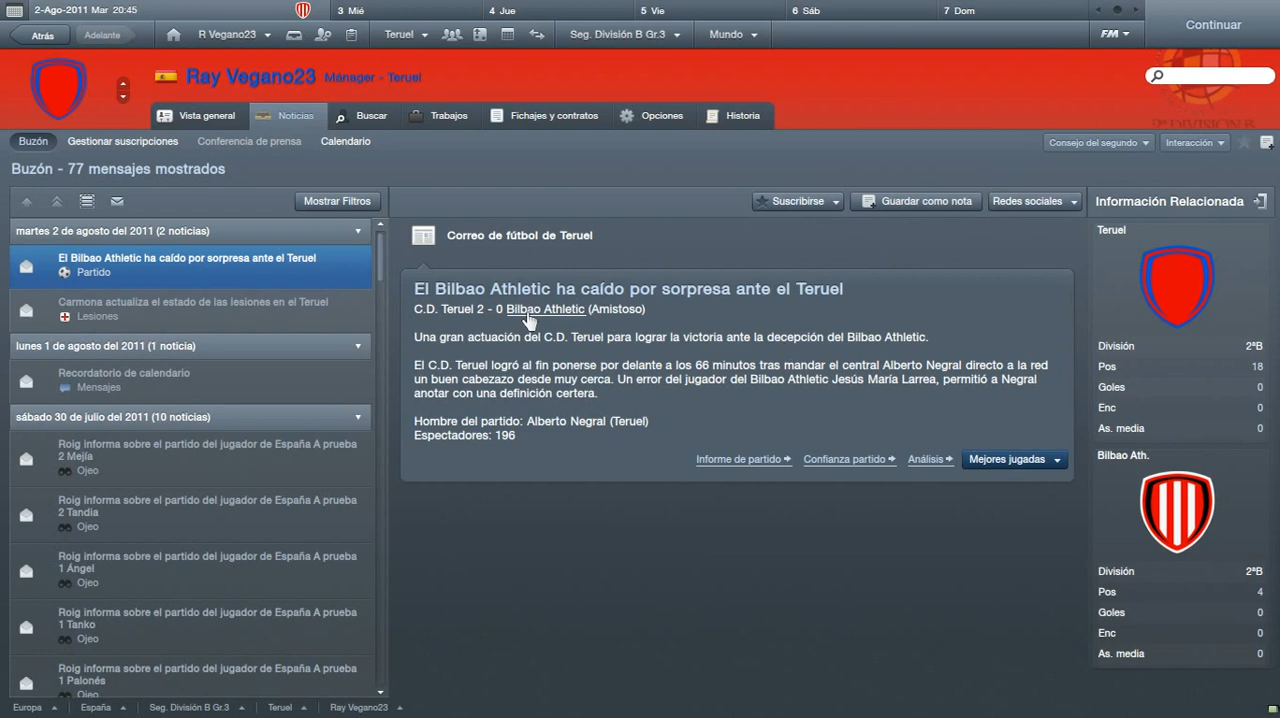 2-Ago-2011 Mar 20:45
3 Mié
4 Jue
5 Vie
6 Sáb
7 Dom
Continuar
Atrás
Adelante
R Vegano23
Teruel
Seg. División B Gr.3
Mundo
FM
Ray Vegano23 Mánager - Teruel
Vista general
Noticias
Buscar
Trabajos
Fichajes y contratos
Opciones
Historia
2ª DIVISION B
Buzón
Gestionar suscripciones
Conferencia de prensa
Calendario
Consejo del segundo
Interacción
Buzón - 77 mensajes mostrados
Mostrar Filtros
Suscribirse
Guardar como nota
Redes sociales
Información Relacionada
martes 2 de agosto del 2011 (2 noticias)
El Bilbao Athletic ha caído por sorpresa ante el Teruel
Partido
Carmona actualiza el estado de las lesiones en el Teruel
Lesiones
lunes 1 de agosto del 2011 (1 noticia)
Recordatorio de calendario
Mensajes
sábado 30 de julio del 2011 (10 noticias)
Roig informa sobre el partido del jugador de España A prueba
2 Mejía
Ojeo
Roig informa sobre el partido del jugador de España A prueba
2 Tandia
Ojeo
Roig informa sobre el partido del jugador de España A prueba
1 Ángel
Ojeo
Roig informa sobre el partido del jugador de España A prueba
1 Tanko
Ojeo
Roig informa sobre el partido del jugador de España A prueba
1 Palonés
Ojeo
Correo de fútbol de Teruel
El Bilbao Athletic ha caído por sorpresa ante el Teruel
C.D. Teruel 2 - 0 Bilbao Athletic (Amistoso)
Una gran actuación del C.D. Teruel para lograr la victoria ante la decepción del Bilbao Athletic.
El C.D. Teruel logró al fin ponerse por delante a los 66 minutos tras mandar el central Alberto Negral directo a la red
un buen cabezazo desde muy cerca. Un error del jugador del Bilbao Athletic Jesús María Larrea, permitió a Negral
anotar con una definición certera.
Hombre del partido: Alberto Negral (Teruel)
Espectadores: 196
Informe de partido
Confianza partido
Análisis
Mejores jugadas
Teruel
División 2ªB
Pos 18
Goles 0
Enc 0
As. media 0
Bilbao Ath.
División 2ªB
Pos 4
Goles 0
Enc 0
As. media 0
Europa
España
Seg. División B Gr.3
Teruel
Ray Vegano23